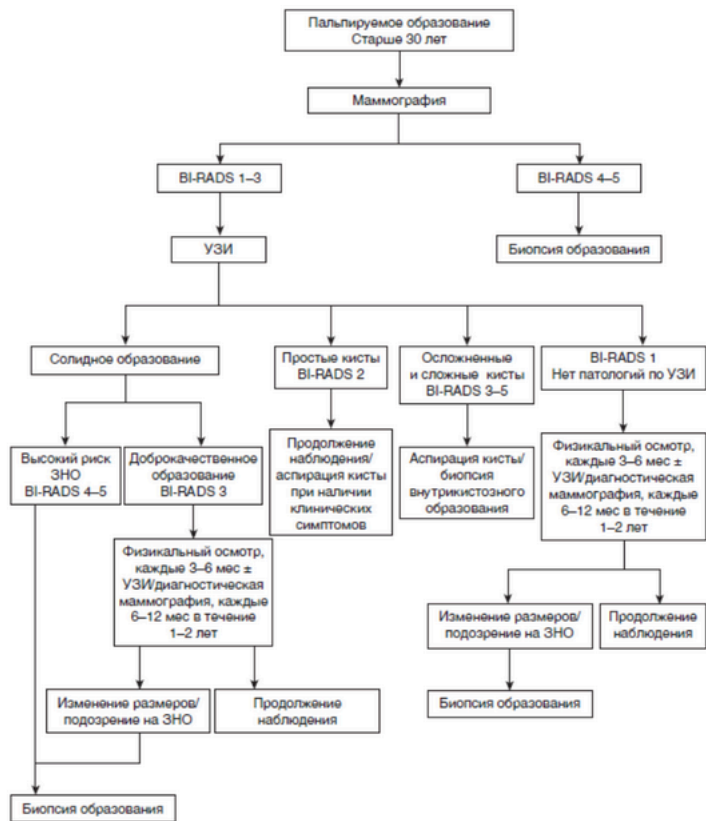 Пальпируемое образование
Старше 30 лет
Маммография
BI-RADS 1–3
BI-RADS 4–5
УЗИ
Биопсия образования
Солидное образование
Простые кисты
BI-RADS 2
Осложненные
и сложные кисты
BI-RADS 3–5
BI-RADS 1
Нет патологий по УЗИ
Высокий риск
ЗНО
BI-RADS 4–5
Доброкачественное
образование
BI-RADS 3
Продолжение
наблюдения/
аспирация кисты
при наличии
клинических
симптомов
Аспирация кисты/
биопсия
внутрикистозного
образования
Физикальный осмотр,
каждые 3–6 мес ±
УЗИ/диагностическая
маммография, каждые
6–12 мес в течение
1–2 лет
Физикальный осмотр,
каждые 3–6 мес ±
УЗИ/диагностическая
маммография, каждые
6–12 мес в течение
1–2 лет
Изменение размеров/
подозрение на ЗНО
Продолжение
наблюдения
Изменение размеров/
подозрение на ЗНО
Продолжение
наблюдения
Биопсия образования
Биопсия образования